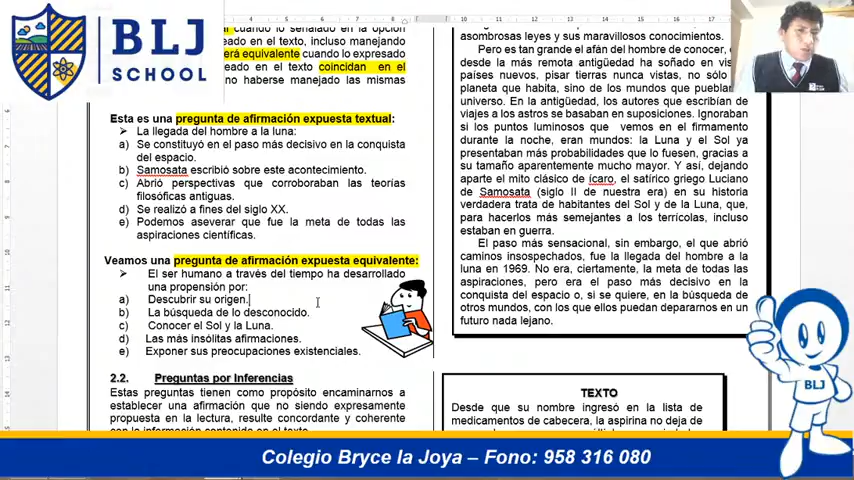 BLJ
SCHOOL
cuando lo señalado en la opción
eado en el texto, incluso manejando
erá equivalente cuando lo expresado
eado en el texto coincidan en el
no haberse manejado las mismas
Esta es una pregunta de afirmación expuesta textual:
➤ La llegada del hombre a la luna:
a) Se constituyó en el paso más decisivo en la conquista
del espacio.
b) Samosata escribió sobre este acontecimiento.
c) Abrió perspectivas que corroboraban las teorías
filosóficas antiguas.
d) Se realizó a fines del siglo XX.
e) Podemos aseverar que fue la meta de todas las
aspiraciones científicas.
Veamos una pregunta de afirmación expuesta equivalente:
➤ El ser humano a través del tiempo ha desarrollado
una propensión por:
a) Descubrir su origen.
b) La búsqueda de lo desconocido.
c) Conocer el Sol y la Luna.
d) Las más insólitas afirmaciones.
e) Exponer sus preocupaciones existenciales.
2.2. Preguntas por Inferencias
Estas preguntas tienen como propósito encaminarnos a
establecer una afirmación que no siendo expresamente
propuesta en la lectura, resulte concordante y coherente
con la información contenida en el texto.
asombrosas leyes y sus maravillosos conocimientos.
Pero es tan grande el afán del hombre de conocer,
desde la más remota antigüedad ha soñado en
países nuevos, pisar tierras nunca vistas, no sólo
planeta que habita, sino de los mundos que pueblan
universo. En la antigüedad, los autores que escribían de
viajes a los astros se basaban en suposiciones. Ignoraban
si los puntos luminosos que vemos en el firmamento
durante la noche, eran mundos: la Luna y el Sol ya
presentaban más probabilidades que lo fuesen, gracias a
su tamaño aparentemente mucho mayor. Y así, dejando
aparte el mito clásico de ícaro, el satírico griego Luciano
de Samosata (siglo II de nuestra era) en su historia
verdadera trata de habitantes del Sol y de la Luna, que,
para hacerlos más semejantes a los terrícolas, incluso
estaban en guerra.
El paso más sensacional, sin embargo, el que abrió
caminos insospechados, fue la llegada del hombre a la
luna en 1969. No era, ciertamente, la meta de todas las
aspiraciones, pero era el paso más decisivo en la
conquista del espacio o, si se quiere, en la búsqueda de
otros mundos, con los que ellos puedan depararnos en un
futuro nada lejano.
TEXTO
Desde que su nombre ingresó en la lista de
medicamentos de cabecera, la aspirina no deja de
BLJ
Colegio Bryce la Joya – Fono: 958 316 080